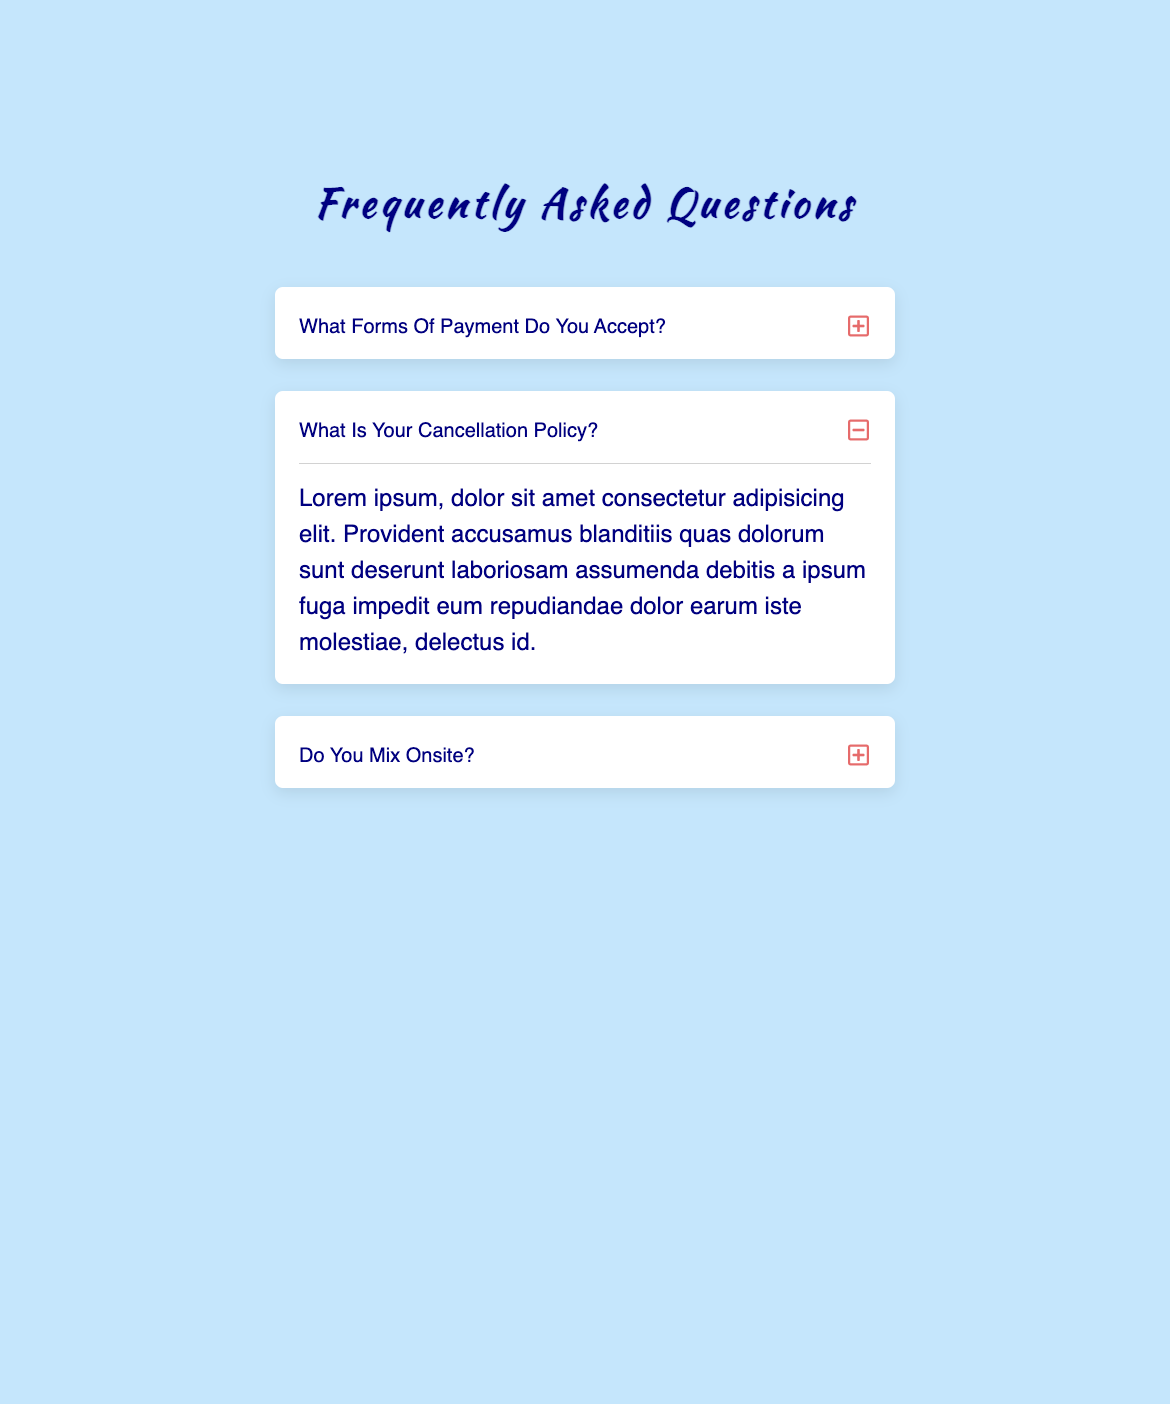 Frequently Asked Questions
What Forms Of Payment Do You Accept?
What Is Your Cancellation Policy?
Lorem ipsum, dolor sit amet consectetur adipisicing
elit. Provident accusamus blanditiis quas dolorum
sunt deserunt laboriosam assumenda debitis a ipsum
fuga impedit eum repudiandae dolor earum iste
molestiae, delectus id.
Do You Mix Onsite?